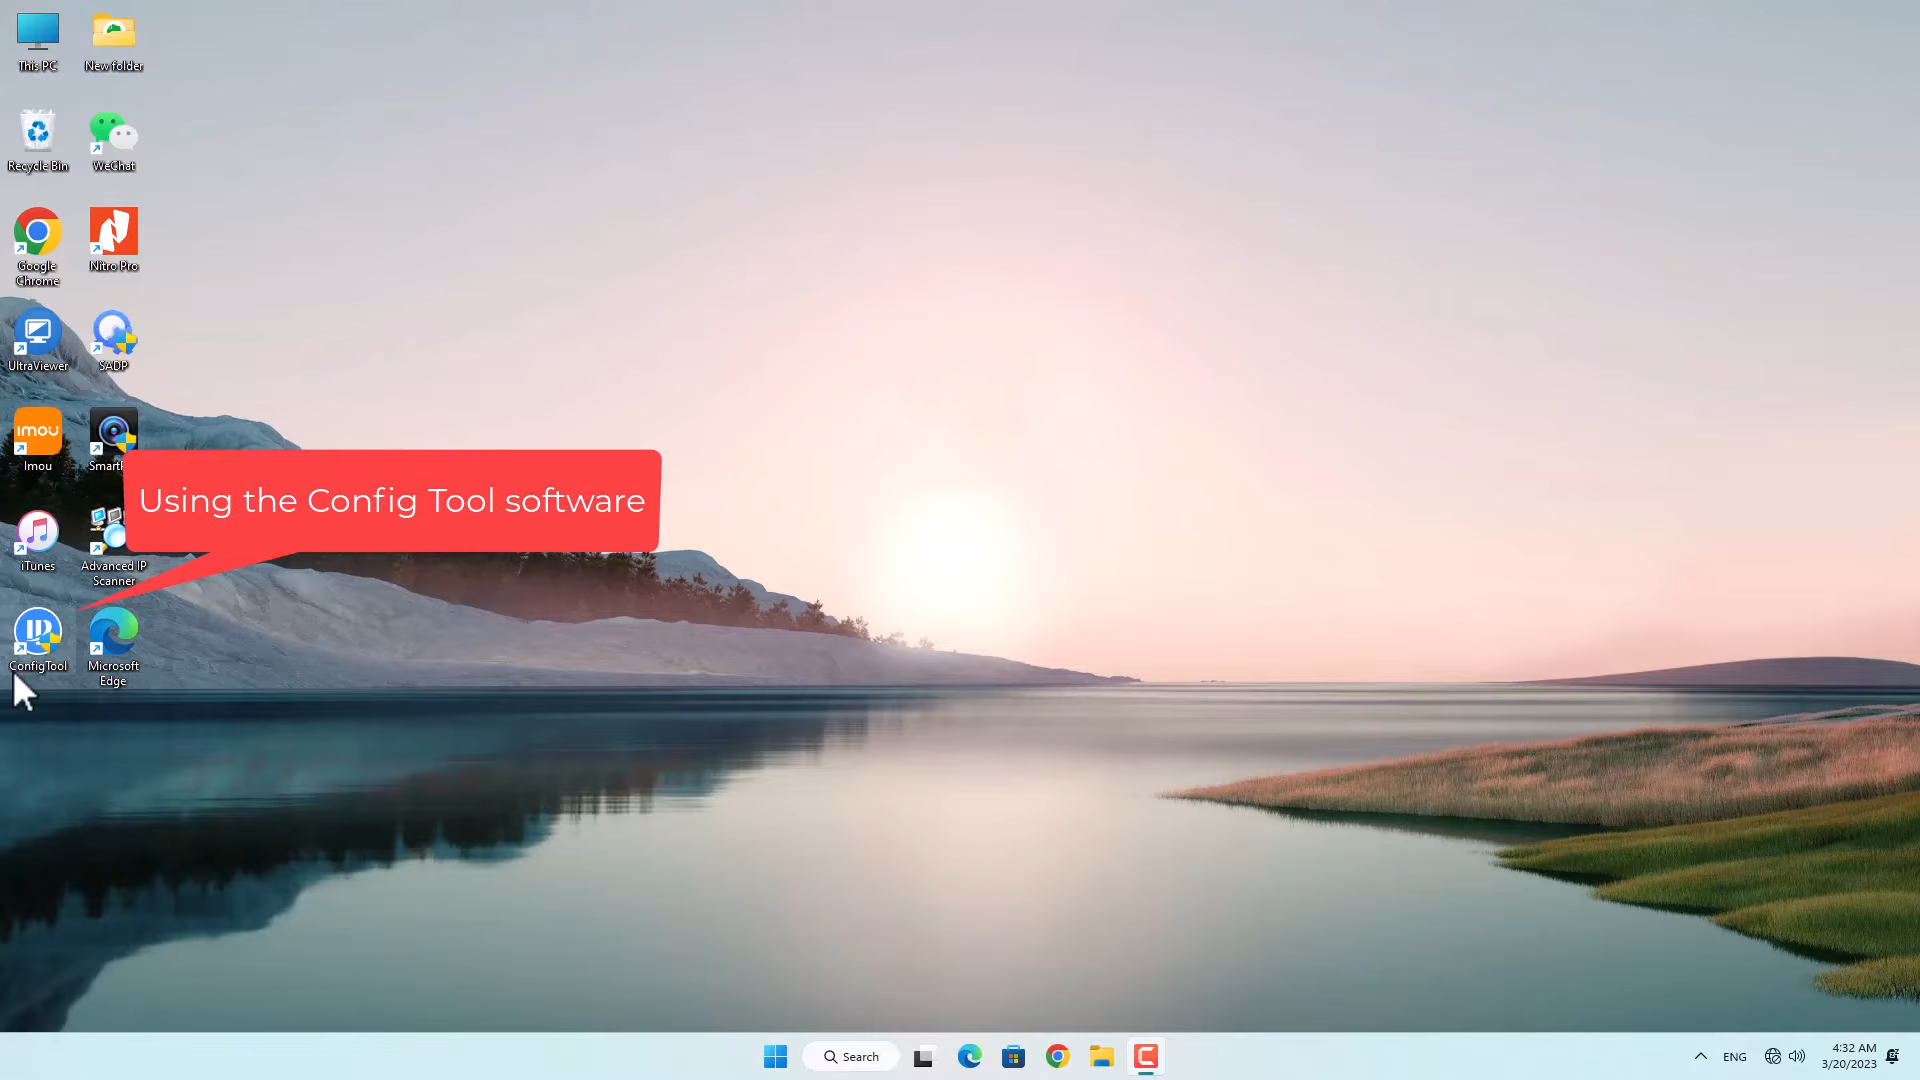 This PC
New folder
Recycle Bin
WeChat
Google
Chrome
Nitro Pro
UltraViewer
SADP
imou
Imou
Using the Config Tool software
iTunes
Advanced IP
Scanner
IP
ConfigTool
Microsoft
Edge
Search
ENG
4:32 AM
3/20/2023